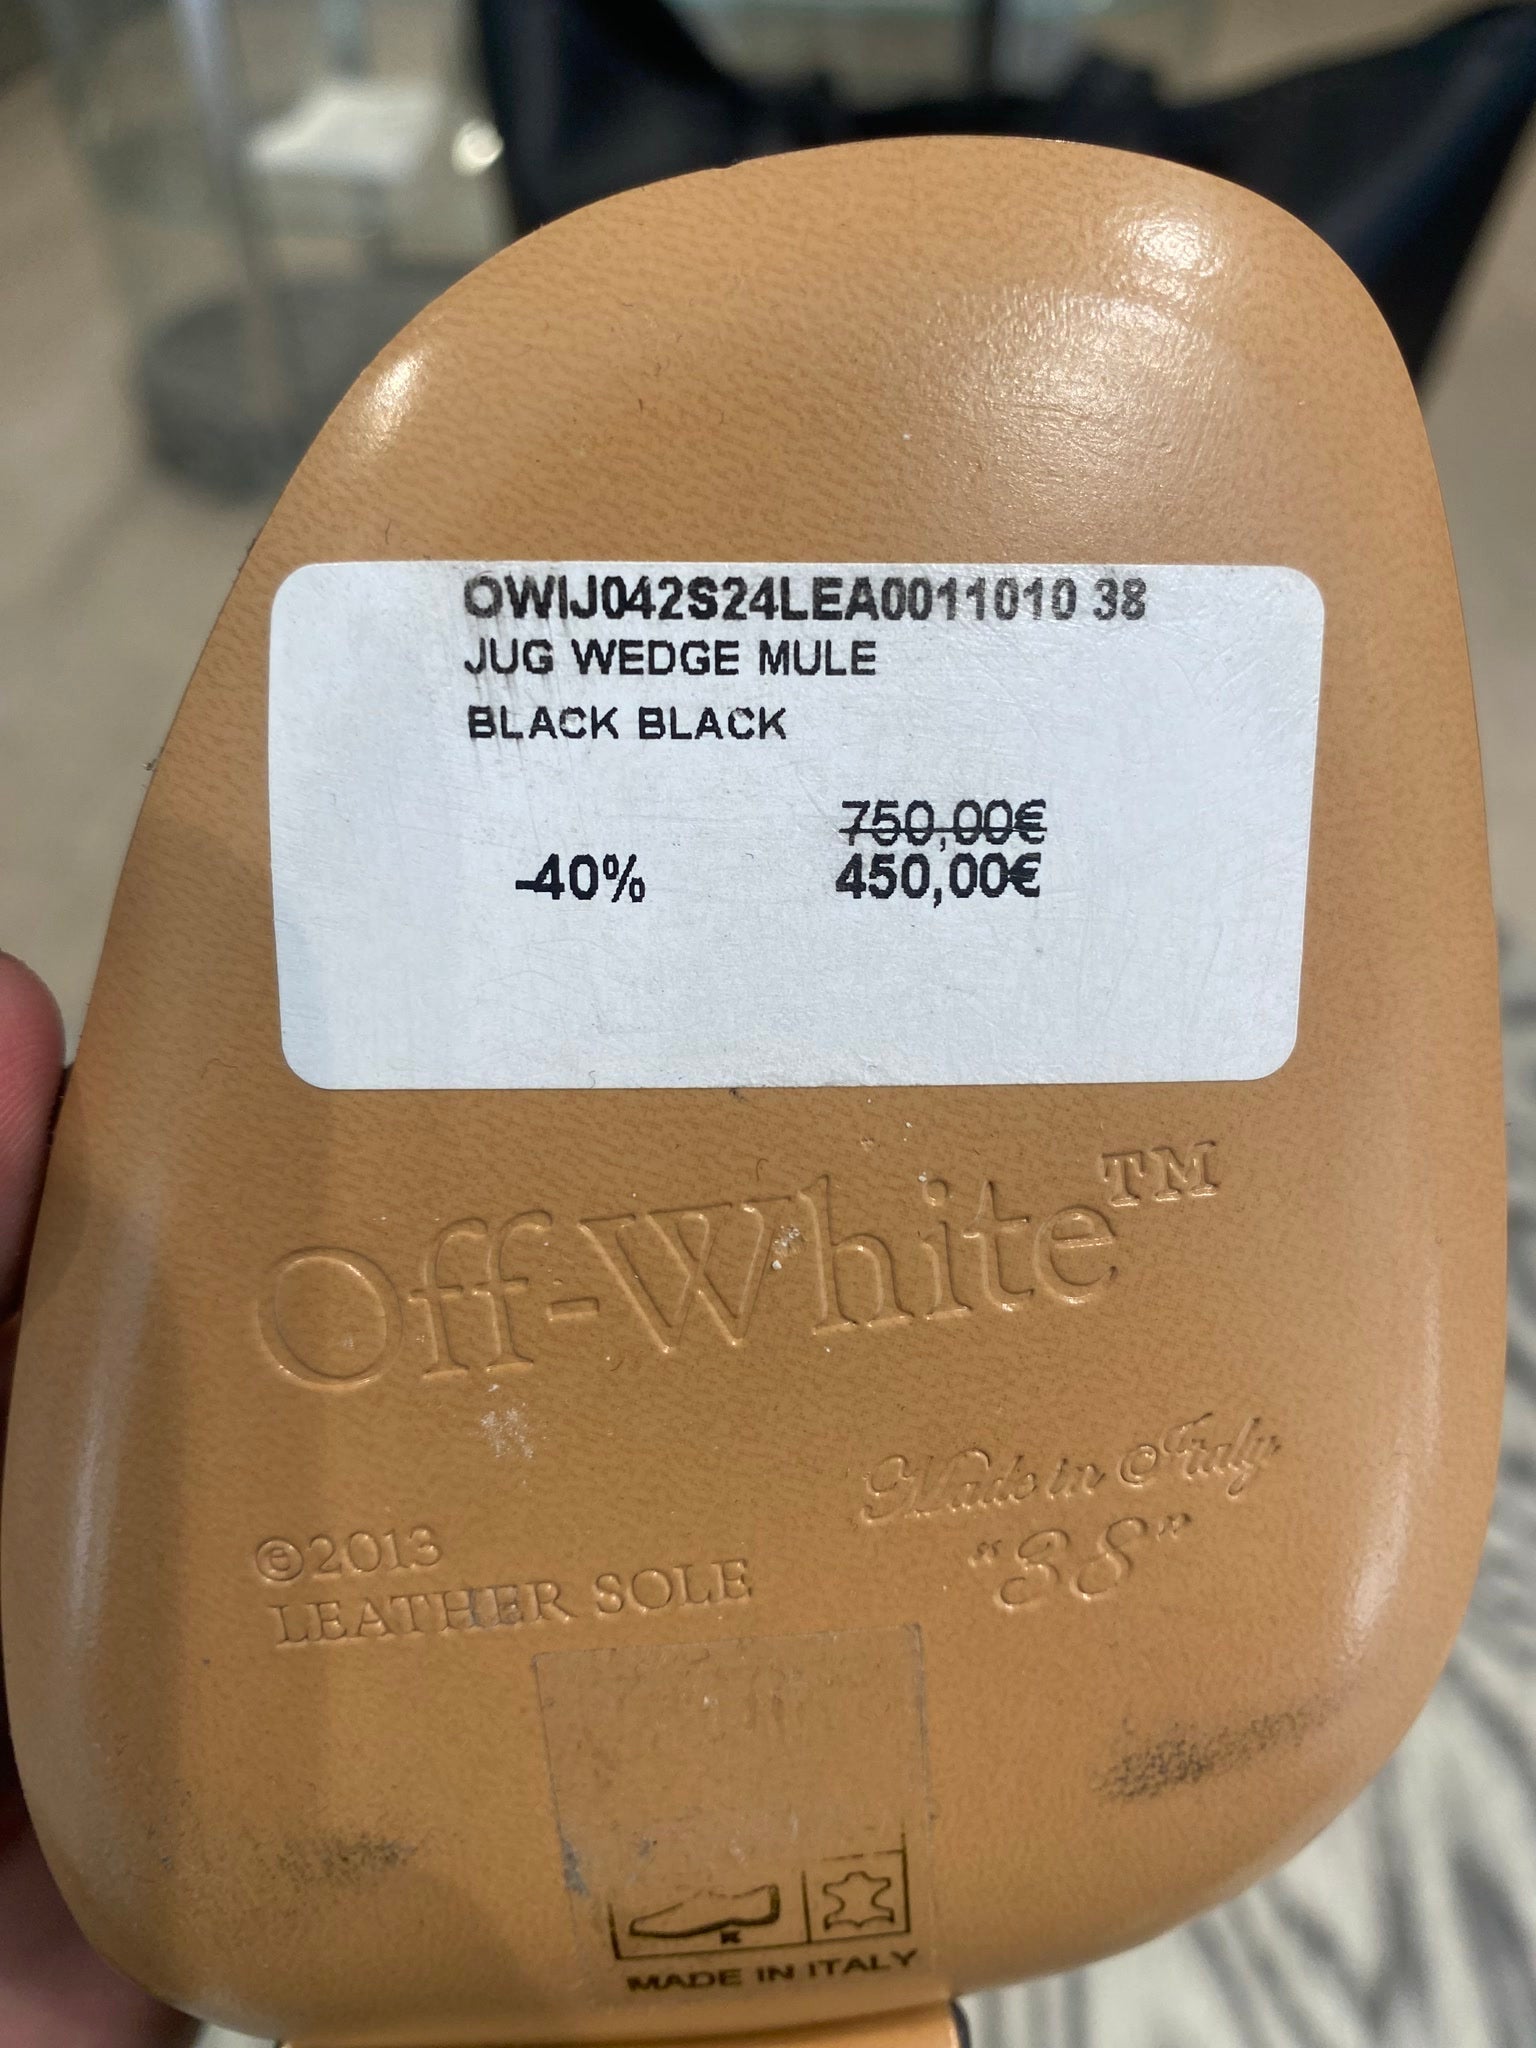 OWIJ042S24LEA0011010 38
JUG WEDGE MULE
BLACK BLACK
750,00€
-40% 450,00€
Off-White™
Made in Italy
"38"
©2013
LEATHER SOLE
MADE IN ITALY